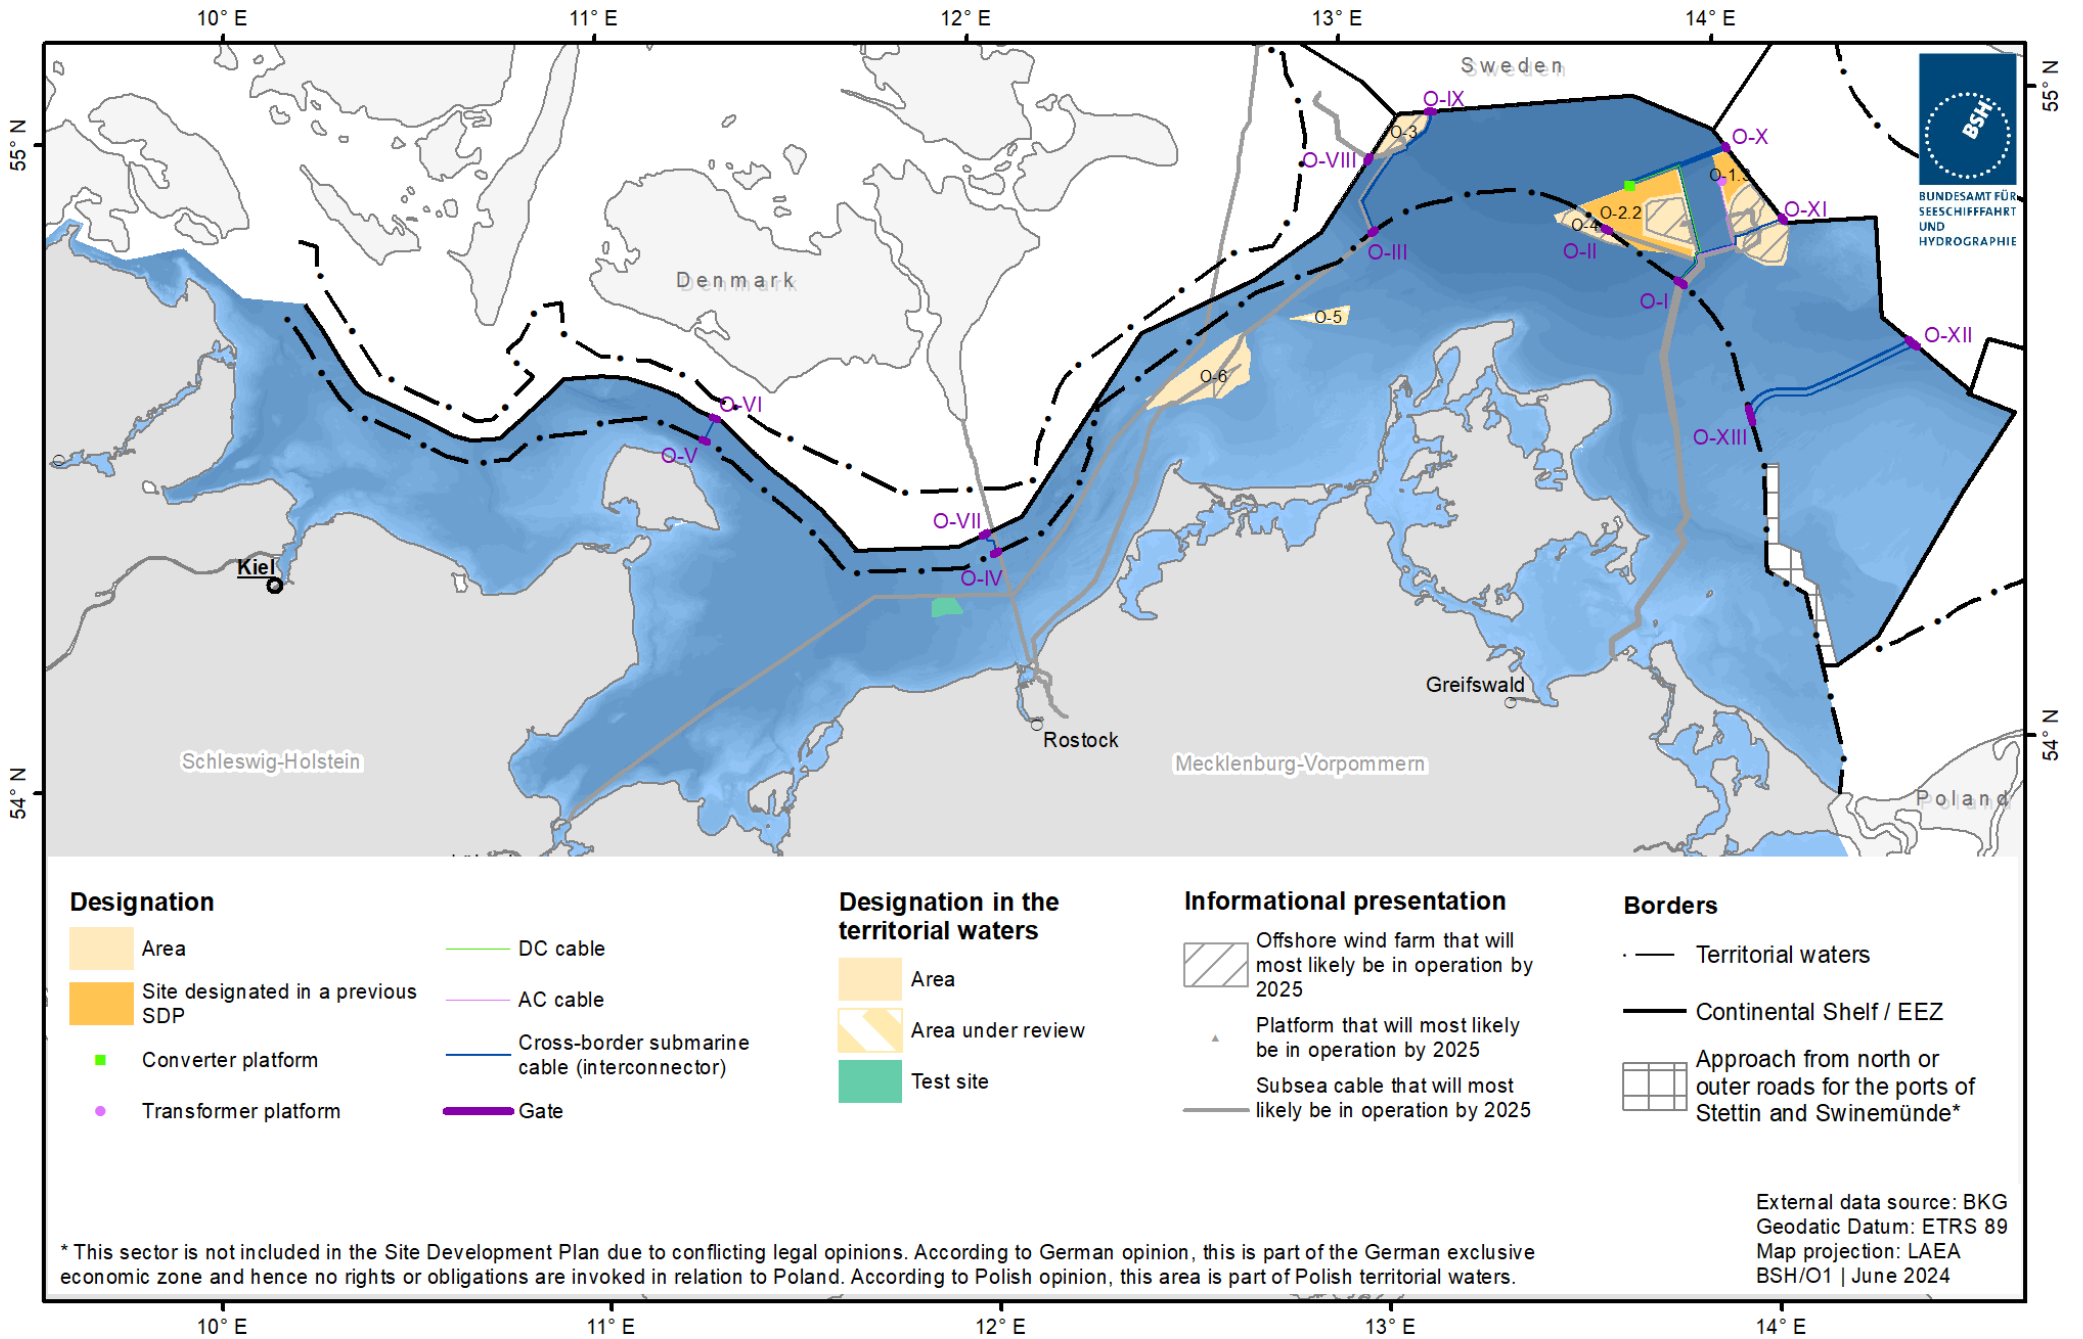 10° E
11° E
12° E
13° E
14° E
55° N
55° N
Sweden
O-IX
O-3
O-VIII
O-X
O-1.3
O-2.2
O-4
O-XI
O-II
O-III
O-I
BSH
BUNDESAMT FÜR
SEESCHIFFFAHRT
UND
HYDROGRAPHIE
Denmark
O-5
O-6
O-XII
O-VI
O-V
O-XIII
O-VII
O-IV
Kiel
Greifswald
Rostock
Schleswig-Holstein
Mecklenburg-Vorpommern
Poland
54° N
54° N
Designation
Area
Site designated in a previous
SDP
Converter platform
Transformer platform
DC cable
AC cable
Cross-border submarine
cable (interconnector)
Gate
Designation in the
territorial waters
Area
Area under review
Test site
Informational presentation
Offshore wind farm that will
most likely be in operation by
2025
Platform that will most likely
be in operation by 2025
Subsea cable that will most
likely be in operation by 2025
Borders
Territorial waters
Continental Shelf / EEZ
Approach from north or
outer roads for the ports of
Stettin and Swinemünde*
External data source: BKG
Geodatic Datum: ETRS 89
Map projection: LAEA
BSH/O1 | June 2024
* This sector is not included in the Site Development Plan due to conflicting legal opinions. According to German opinion, this is part of the German exclusive
economic zone and hence no rights or obligations are invoked in relation to Poland. According to Polish opinion, this area is part of Polish territorial waters.
10° E
11° E
12° E
13° E
14° E